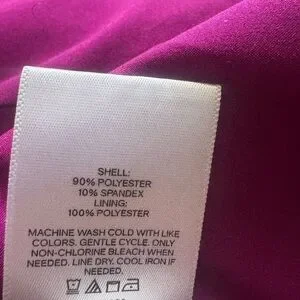 SHELL:
90% POLYESTER
10% SPANDEX
LINING:
100% POLYESTER
MACHINE WASH COLD WITH LIKE
COLORS. GENTLE CYCLE. ONLY
NON-CHLORINE BLEACH WHEN
NEEDED. LINE DRY. COOL IRON IF
NEEDED.